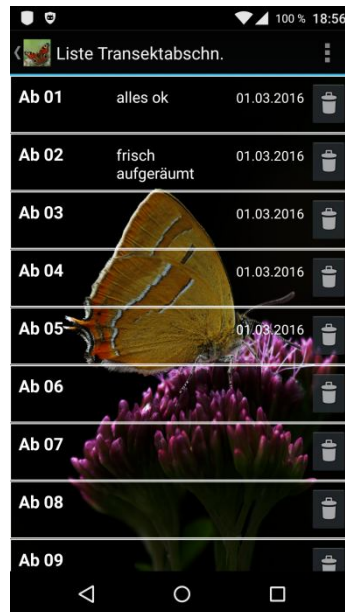 100 % 18:56
Liste Transektabschn.
Ab 01 alles ok 01.03.2016
Ab 02 frisch 01.03.2016
aufgeräumt
Ab 03 01.03.2016
Ab 04 01.03.2016
Ab 05 01.03.2016
Ab 06
Ab 07
Ab 08
Ab 09